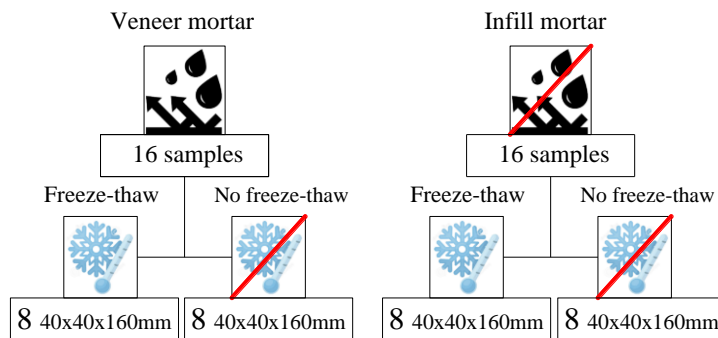 Veneer mortar
Infill mortar
16 samples
16 samples
Freeze-thaw
No freeze-thaw
Freeze-thaw
No freeze-thaw
8 40x40x160mm
8 40x40x160mm
8 40x40x160mm
8 40x40x160mm